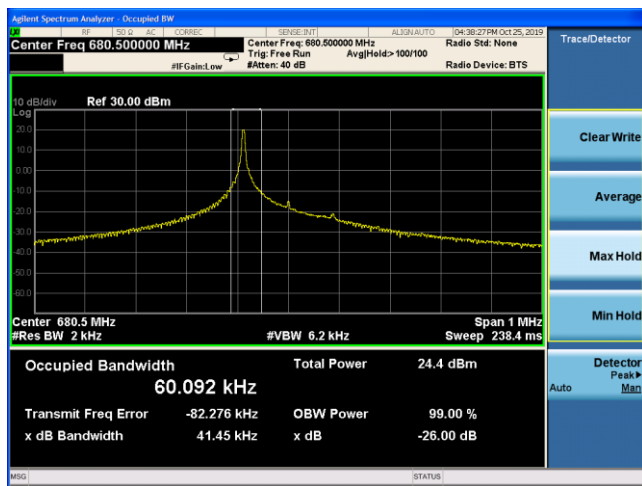 Agilent Spectrum Analyzer - Occupied BW
RF 50 Ω AC CORREC SENSE:INT ALIGN AUTO 04:38:27 PM Oct 25, 2019
Center Freq 680.500000 MHz Center Freq: 680.500000 MHz Radio Std: None Trace/Detector
Trig: Free Run Avg|Hold:> 100/100
#IFGain:Low #Atten: 40 dB Radio Device: BTS
10 dB/div Ref 30.00 dBm
Log
20.0
10.0
0.00
-10.0
-20.0
-30.0
-40.0
-50.0
-60.0
Clear Write
Average
Max Hold
Min Hold
Center 680.5 MHz Span 1 MHz
#Res BW 2 kHz #VBW 6.2 kHz Sweep 238.4 ms
Occupied Bandwidth Total Power 24.4 dBm
60.092 kHz
Transmit Freq Error -82.276 kHz OBW Power 99.00 %
x dB Bandwidth 41.45 kHz x dB -26.00 dB
Detector
Peak▶
Auto Man
MSG STATUS